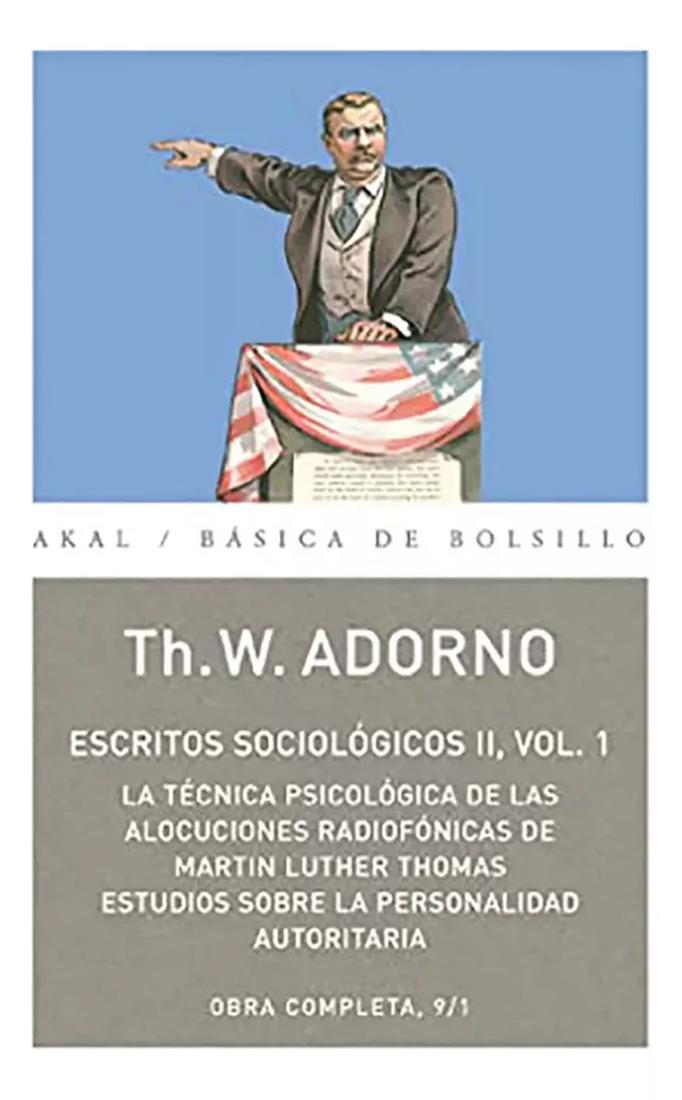 AKAL / BÁSICA DE BOLSILLO
Th.W. ADORNO
ESCRITOS SOCIOLÓGICOS II, VOL. 1
LA TÉCNICA PSICOLÓGICA DE LAS
ALOCUCIONES RADIOFÓNICAS DE
MARTIN LUTHER THOMAS
ESTUDIOS SOBRE LA PERSONALIDAD
AUTORITARIA
OBRA COMPLETA, 9/1